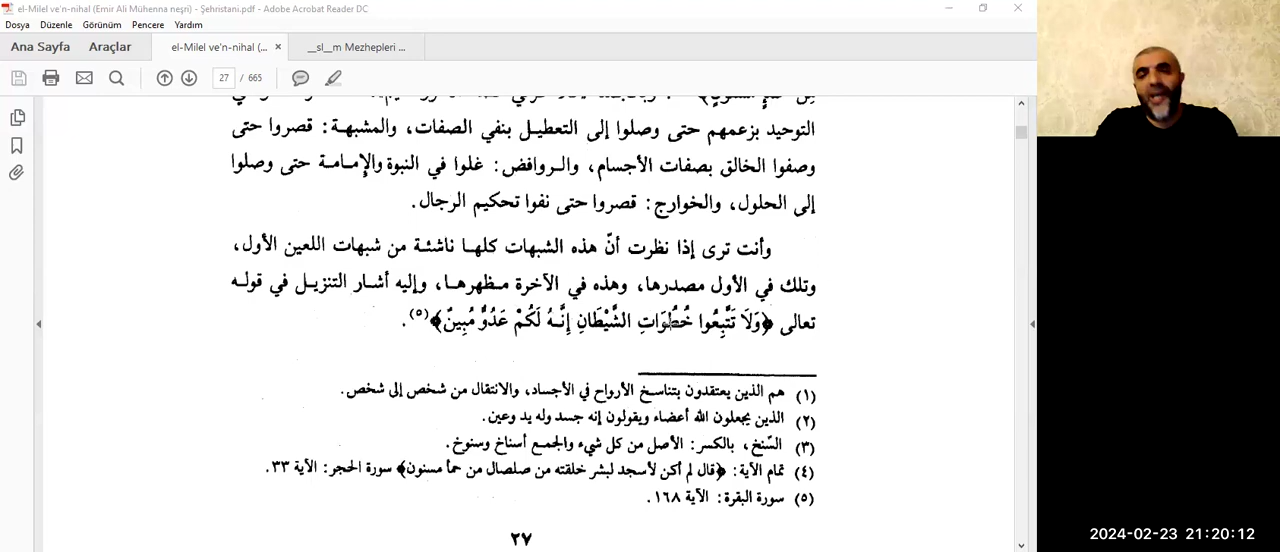 el-Milel ve'n-nihal (Emir Ali Mühenna neşri) - Şehristani.pdf - Adobe Acrobat Reader DC
Dosya Düzenle Görünüm Pencere Yardım
Ana Sayfa Araçlar el-Milel ve'n-nihal (... × __sl__m Mezhepleri ...
27 / 665
التوحيد بزعمهم حتى وصلوا إلى التعطيل بنفي الصفات، والمشبهة: قصروا حتى
وصفوا الخالق بصفات الأجسام، والروافض: غلوا في النبوة والإمامة حتى وصلوا
إلى الحلول، والخوارج: قصروا حتى نفوا تحكيم الرجال.
وأنت ترى إذا نظرت أنّ هذه الشبهات كلها ناشئة من شبهات اللعين الأول،
وتلك في الأول مصدرها، وهذه في الآخرة مظهرها، وإليه أشار التنزيل في قوله
تعالى ﴿وَلَا تَتَّبِعُوا خُطُوَاتِ الشَّيْطَانِ إِنَّهُ لَكُمْ عَدُوٌّ مُبِينٌ﴾(٥).
(١) هم الذين يعتقدون بتناسخ الأرواح في الأجساد، والانتقال من شخص إلى شخص.
(٢) الذين يجعلون الله أعضاء ويقولون إنه جسد وله يد وعين.
(٣) السِّنخ، بالكسر: الأصل من كل شيء والجمع أسناخ وسنوخ.
(٤) تمام الآية: ﴿قال لم أكن لأسجد لبشر خلقته من صلصال من حمأ مسنون﴾ سورة الحجر: الآية ٣٣.
(٥) سورة البقرة: الآية ١٦٨.
٢٧
2024-02-23 21:20:12